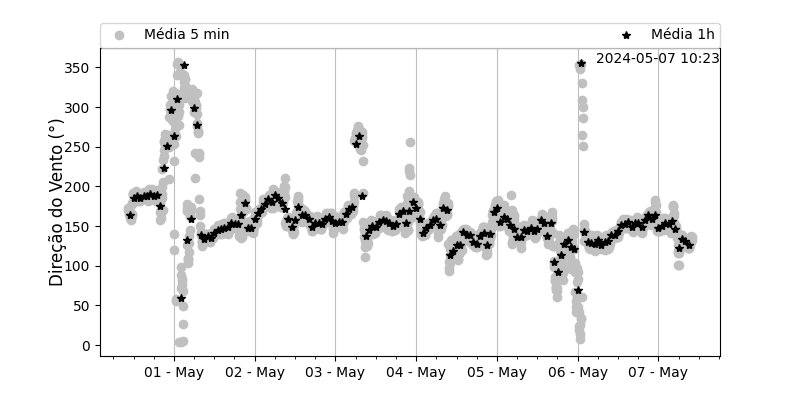 Média 5 min
Média 1h
2024-05-07 10:23
Direção do Vento (°)
350
300
250
200
150
100
50
0
01 - May
02 - May
03 - May
04 - May
05 - May
06 - May
07 - May